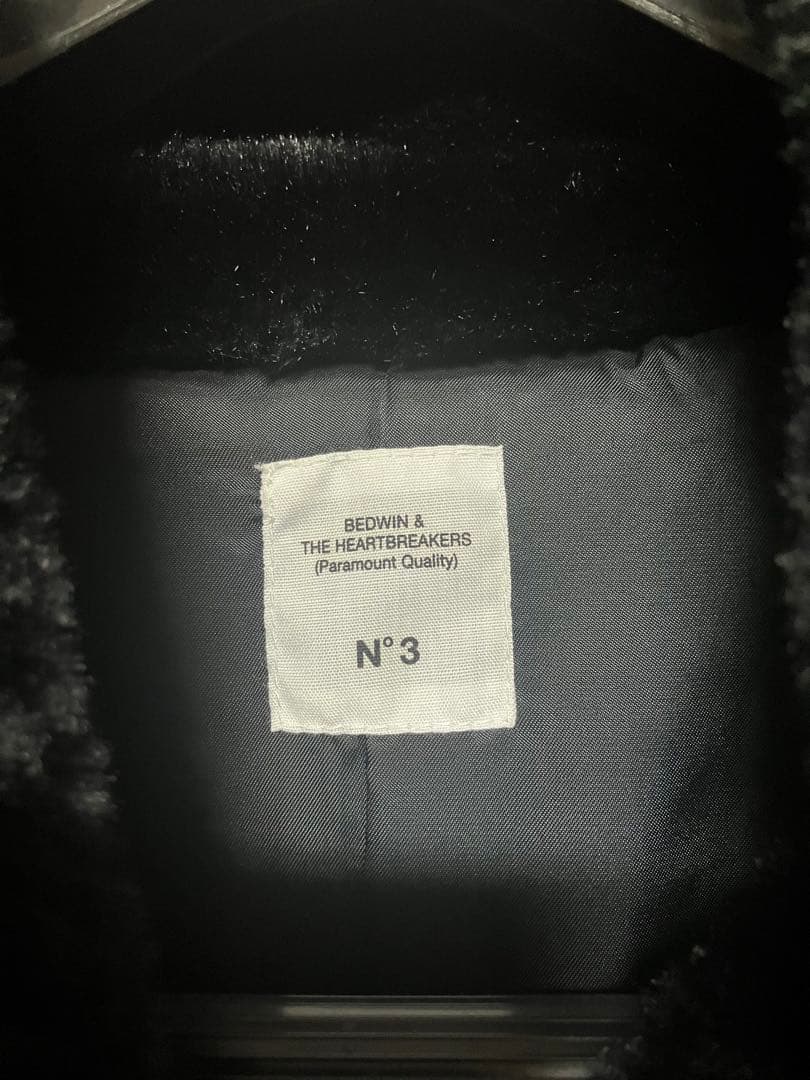 BEDWIN &
THE HEARTBREAKERS
(Paramount Quality)
N° 3